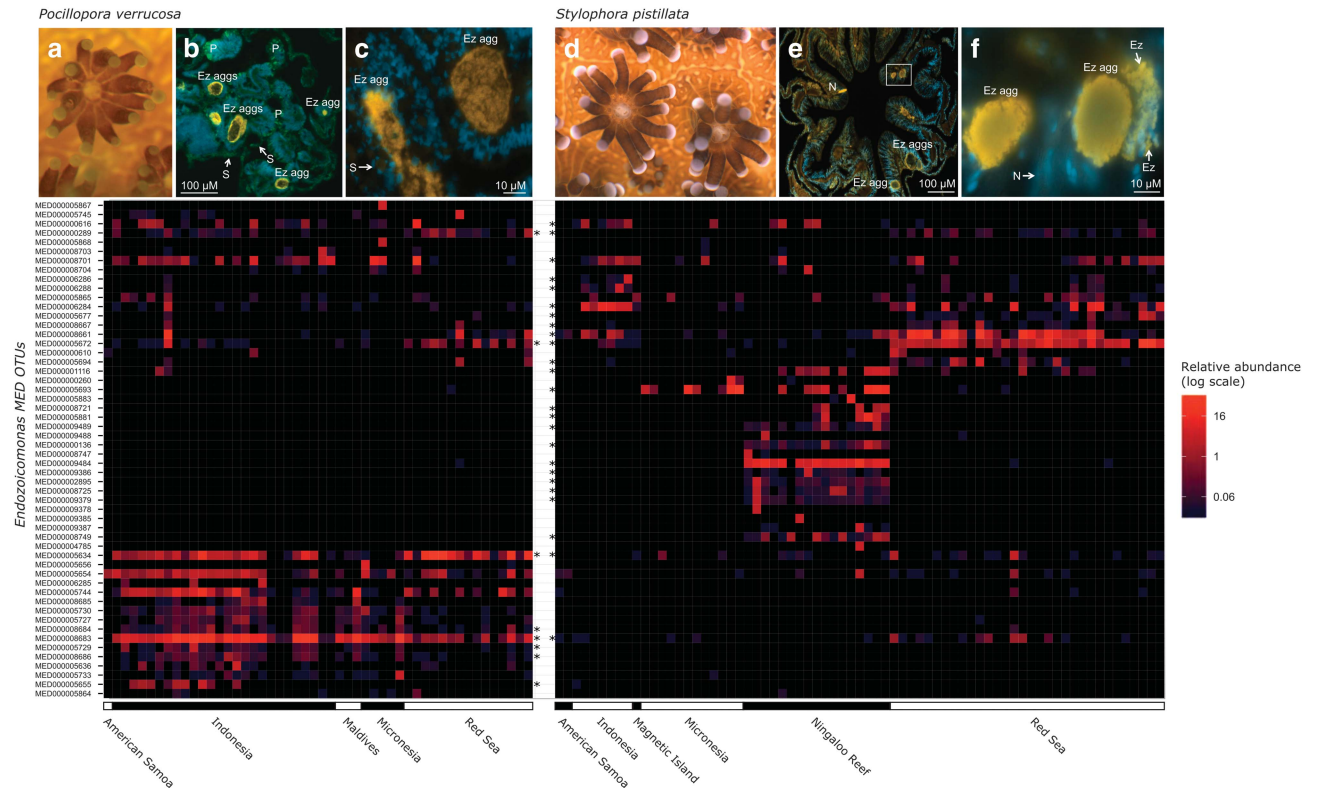 Pocillopora verrucosa
Stylophora pistillata
a
b
P
P
Ez aggs
Ez aggs
Ez agg
P
S
S
Ez agg
100 µM
c
Ez agg
Ez agg
S
10 µM
d
e
N
Ez aggs
Ez agg
100 µM
f
Ez
Ez agg
Ez agg
N
Ez
10 µM
Endozoicomonas MED OTUs
MED000005867
MED000005745
MED000000616
MED000000289
MED000005868
MED000008703
MED000008701
MED000008704
MED000006286
MED000006288
MED000005865
MED000006284
MED000005677
MED000008667
MED000008661
MED000005672
MED000000610
MED000005694
MED000001116
MED000000260
MED000005693
MED000005883
MED000008721
MED000005881
MED000009489
MED000009488
MED000000136
MED000008747
MED000009484
MED000009386
MED000002895
MED000008725
MED000009379
MED000009378
MED000009385
MED000009387
MED000008749
MED000004785
MED000005634
MED000005656
MED000005654
MED000006285
MED000005744
MED000008685
MED000005730
MED000005727
MED000008684
MED000008683
MED000005729
MED000008686
MED000005636
MED000005733
MED000005655
MED000005864
American Samoa
Indonesia
Maldives
Micronesia
Red Sea
American Samoa
Indonesia
Magnetic Island
Micronesia
Ningaloo Reef
Red Sea
Relative abundance
(log scale)
16
1
0.06